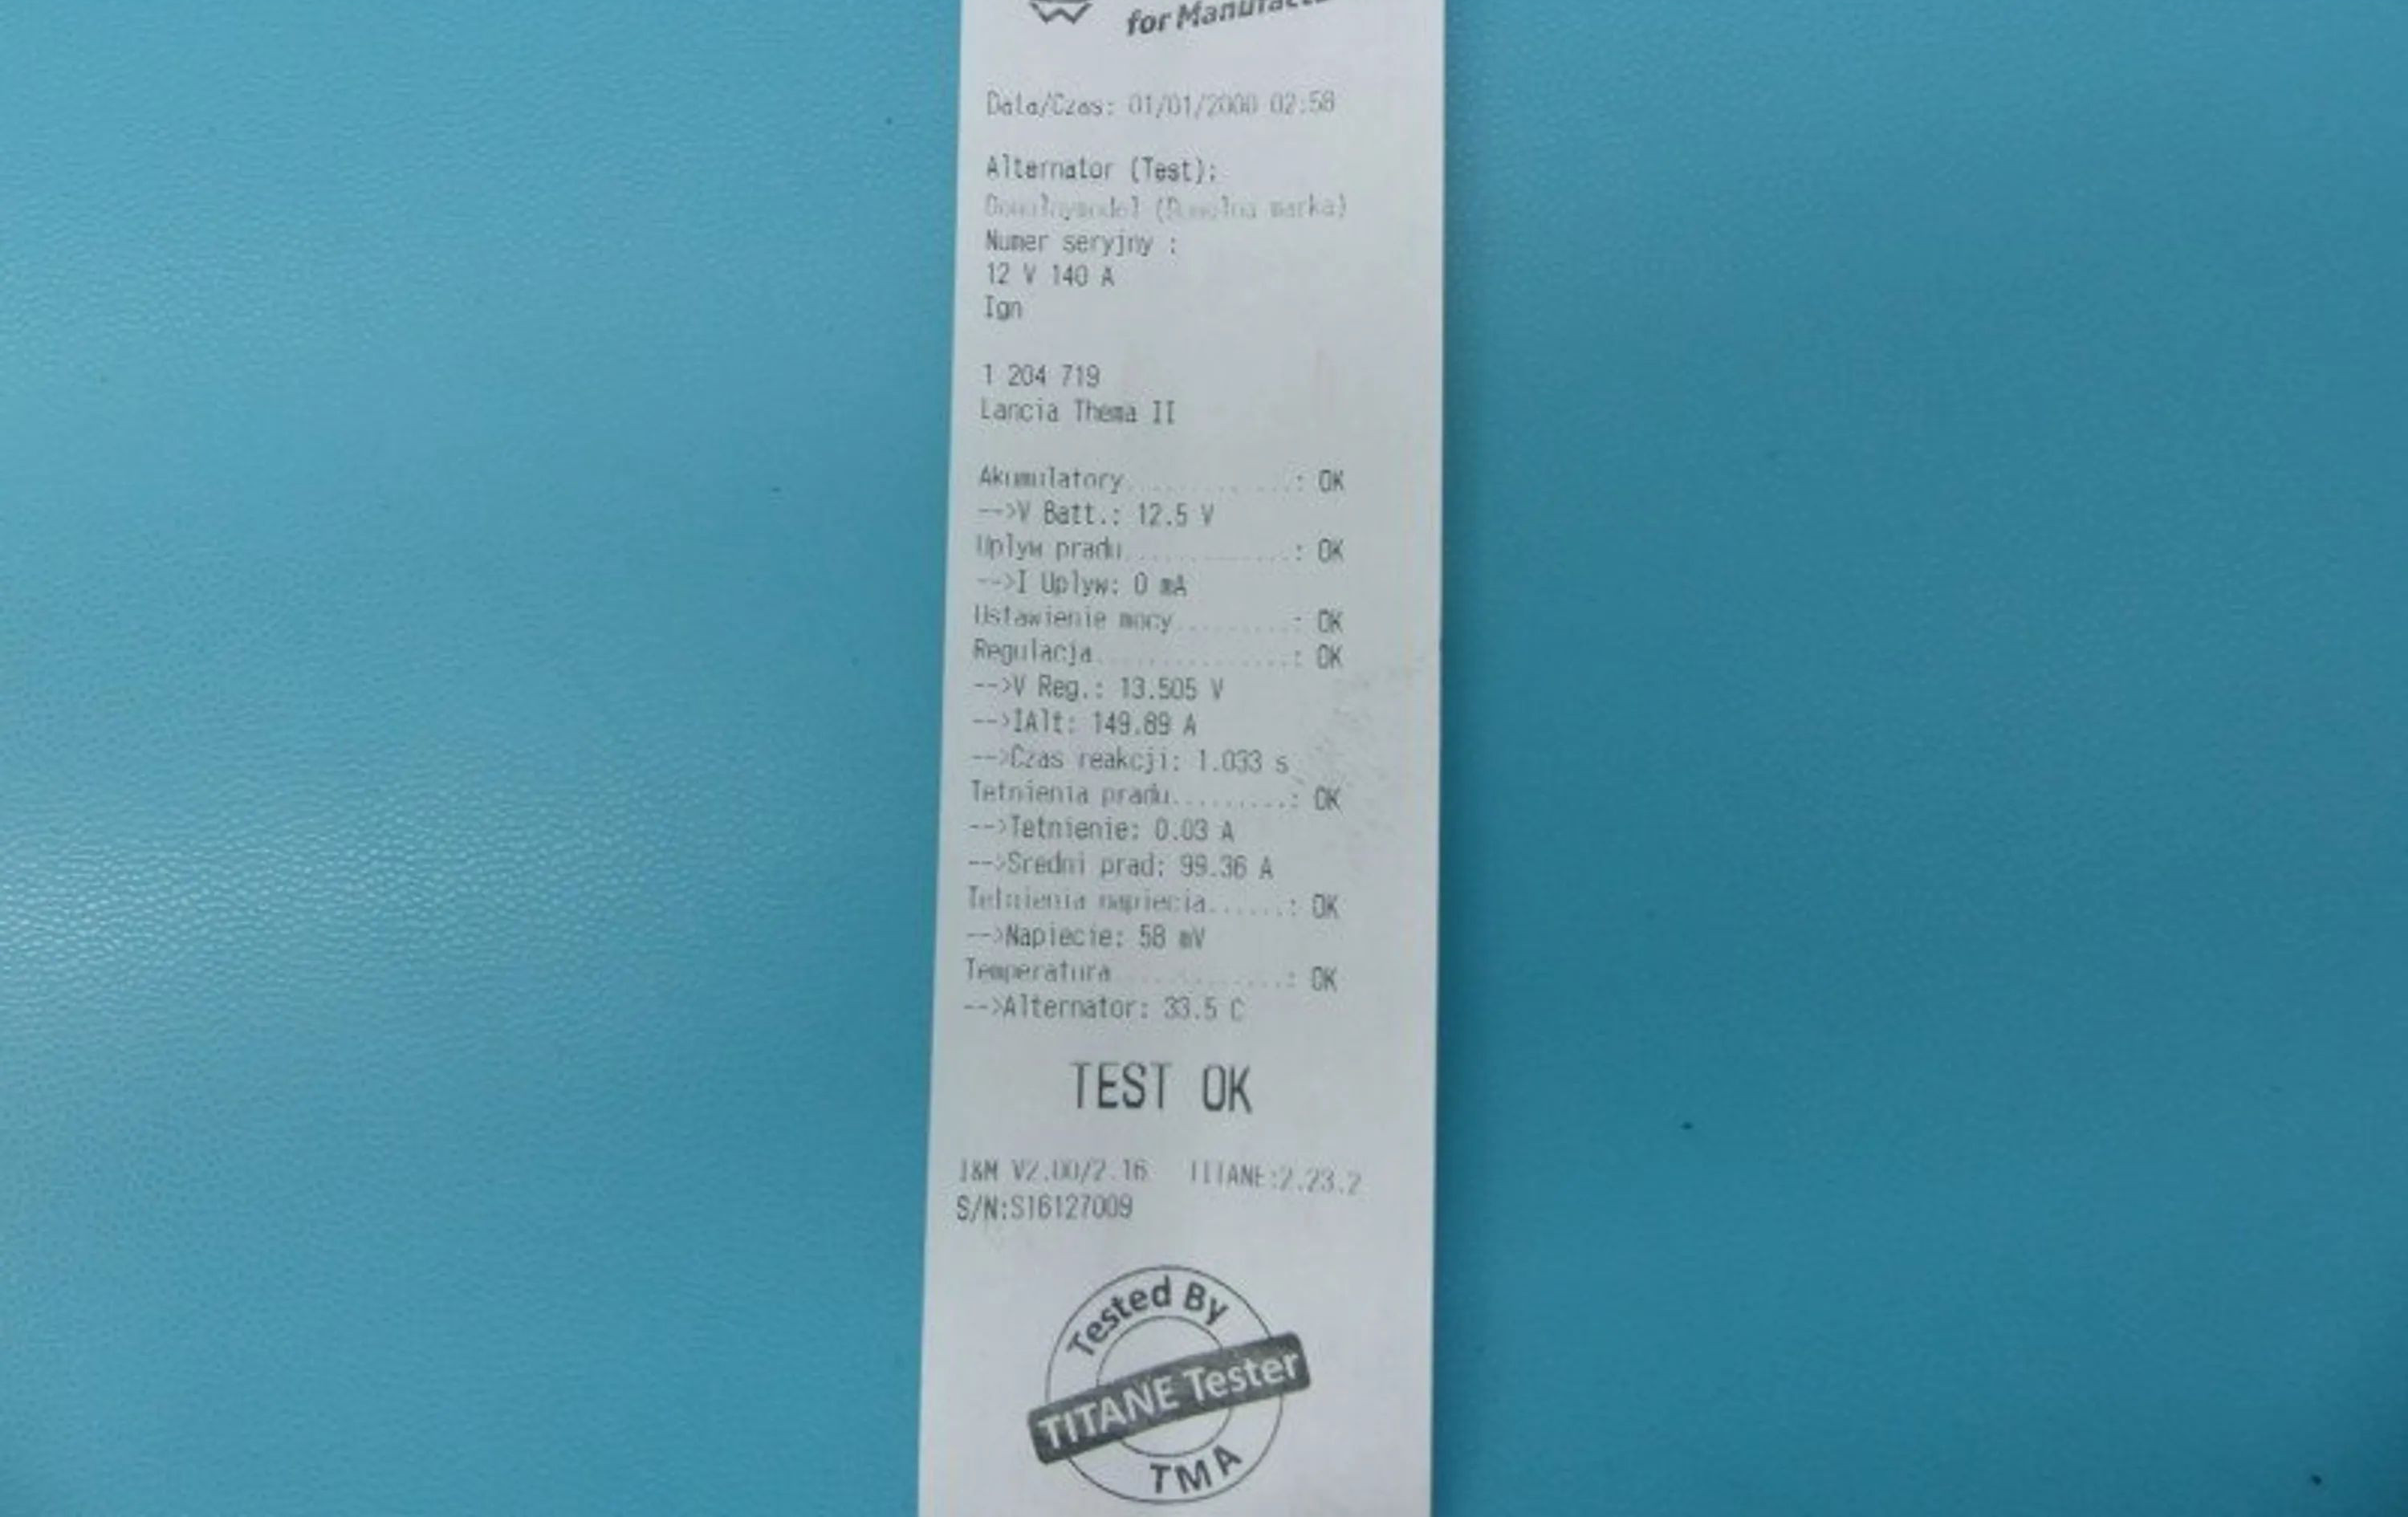 for Manufact
Data/Czas: 01/01/2000 02:58
Alternator (Test):
Dowolnymodel (Dowolna marka)
Numer seryjny :
12 V 140 A
Ign
1 204 719
Lancia Thema II
Akumulatory.............: OK
-->V Batt.: 12.5 V
Uplyw pradu.............: OK
-->I Uplyw: 0 mA
Ustawienie mocy.........: OK
Regulacja...............: OK
-->V Reg.: 13.505 V
-->IAlt: 149.89 A
-->Czas reakcji: 1.033 s
Tetnienia pradu.........: OK
-->Tetnienie: 0.03 A
-->Sredni prad: 99.36 A
Tetnienia napiecia......: OK
-->Napiecie: 58 mV
Temperatura.............: OK
-->Alternator: 33.5 C
TEST OK
I&M V2.00/2.16 TITANE:2.23.2
S/N:S16127009
Tested By
TITANE Tester
TMA